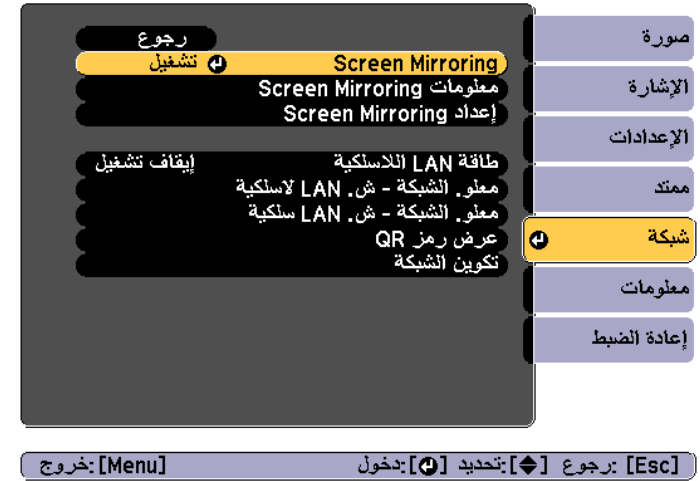 صورة
الإشارة
الإعدادات
ممتد
شبكة
معلومات
إعادة الضبط
رجوع
Screen Mirroring تشغيل
معلومات Screen Mirroring
إعداد Screen Mirroring
طاقة LAN اللاسلكية إيقاف تشغيل
معلو. الشبكة - ش. LAN لاسلكية
معلو. الشبكة - ش. LAN سلكية
عرض رمز QR
تكوين الشبكة
[Esc] :رجوع [◆]:تحديد [↵]:دخول [Menu]:خروج